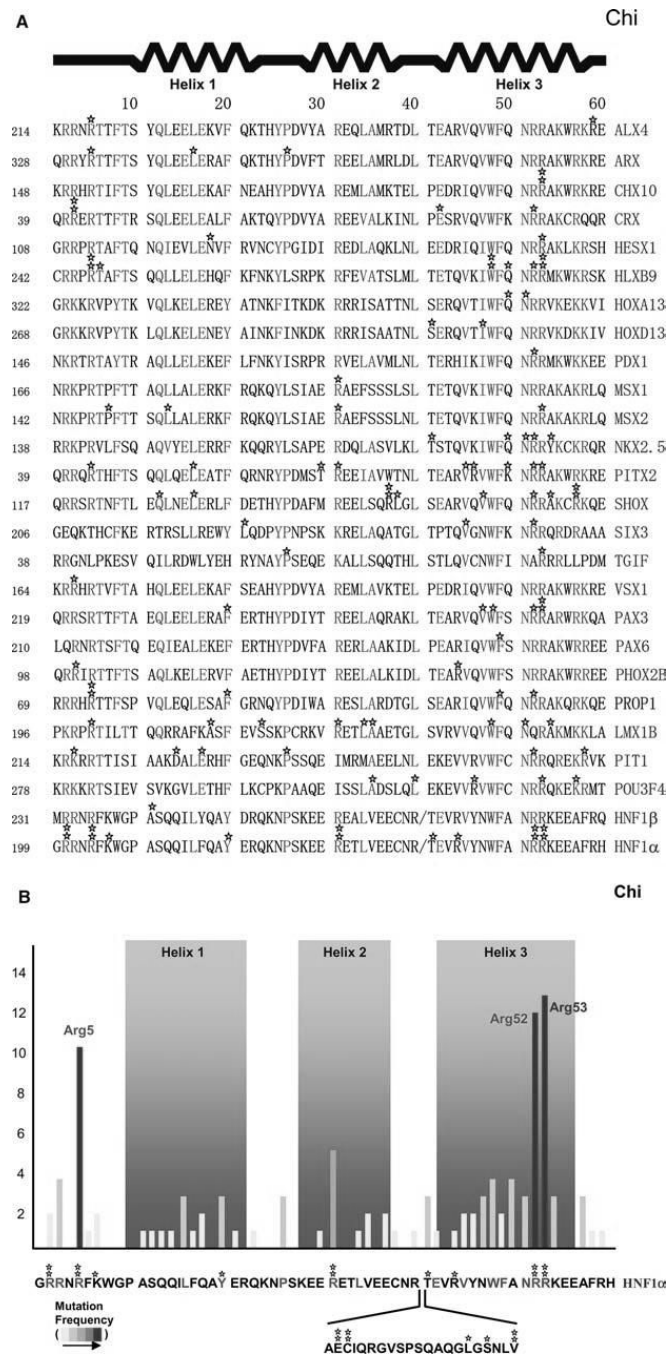 A
Chi
Helix 1 Helix 2 Helix 3
10 20 30 40 50 60
214 KRRNRTTFTS YQLEELEKVF QKTHYPDVYA REQLAMRTDL TEARVQVWFQ NRRAKWRKRE ALX4
328 QRRYRTTFTS YQLEELERAF QKTHYPDVFT REELAMRLDL TEARVQVWFQ NRRAKWRKRE ARX
148 KRRHRTIFTS YQLEELEKAF NEAHYPDVYA REMLAMKTEL PEDRIQVWFQ NRRAKWRKRE CHX10
39 QRRERTTFTR SQLEELEALF AKTQYPDVYA REEVALKINL PESRVQVWFK NRRAKCRQQR CRX
108 GRRPRTAFTQ NQIEVLENVF RVNCYPGIDI REDLAQKLNL EEDRIQIWFQ NRRAKLKRSH HESX1
242 CRRPRTAFTS QQLLELEHQF KFNKYLSRPK RFEVATSLML TETQVKIWFQ NRRMKWKRSK HLXB9
322 GRKKRVPYTK VQLKELEREY ATNKFITKDK RRRISATTNL SERQVTIWFQ NRRVKEKKVI HOXA13
268 GRKKRVPYTK LQLKELENEY AINKFINKDK RRRISAATNL SERQVTIWFQ NRRVKDKKIV HOXD13
146 NKRTRTAYTR AQLLELEKEF LFNKYISRPR RVELAVMLNL TERHIKIWFQ NRRMKWKKEE PDX1
166 NRKPRTPFTT AQLLALERKF RQKQYLSIAE RAEFSSSLSL TETQVKIWFQ NRRAKAKRLQ MSX1
142 NRKPRTPFTT SQLLALERKF RQKQYLSIAE RAEFSSSLNL TETQVKIWFQ NRRAKAKRLQ MSX2
138 RRKPRVLFSQ AQVYELERRF KQQRYLSAPE RDQLASVLKL TSTQVKIWFQ NRRYKCKRQR NKX2.5
39 QRRQRTHFTS QQLQELEATF QRNRYPDMST REEIAVWTNL TEARVRVWFK NRRAKWRKRE PITX2
117 QRRSRTNFTL EQLNELERLF DETHYPDAFM REELSQRLGL SEARVQVWFQ NRRAKCRKQE SHOX
206 GEQKTHCFKE RTRSLLREWY LQDPYPNPSK KRELAQATGL TPTQVGNWFK NRRQRDRAAA SIX3
38 RRGNLPKESV QILRDWLYEH RYNAYPSEQE KALLSQQTHL STLQVCNWFI NARRRLLPDM TGIF
164 KRRHRTVFTA HQLEELEKAF SEAHYPDVYA REMLAVKTEL PEDRIQVWFQ NRRAKWRKRE VSX1
219 QRRSRTTFTA EQLEELERAF ERTHYPDIYT REELAQRAKL TEARVQVWFS NRRARWRKQA PAX3
210 LQRNRTSFTQ EQIEALEKEF ERTHYPDVFA RERLAAKIDL PEARIQVWFS NRRAKWRREE PAX6
98 QRRIRTTFTS AQLKELERVF AETHYPDIYT REELALKIDL TEARVQVWFQ NRRAKWRKQE PHOX2B
69 RRRHRTTFSP VQLEQLESAF GRNQYPDIWA RESLARDTGL SEARIQVWFQ NRRAKQRKQE PROP1
196 PKRPRTILTT QQRRAFKASF EVSSKPCRKV RETLAAETGL SVRVVQVWFQ NQRAKMKKLA LMX1B
214 KRKRRTTISI AAKDALERHF GEQNKPSSQE IMRMAEELNL EKEVVRVWFC NRRQREKRVK PIT1
278 KRKKRTSIEV SVKGVLETHF LKCPKPAAQE ISSLADSLQL EKEVVRVWFC NRRQKEKRMT POU3F4
231 MRRNRFKWGP ASQQILYQAY DRQKNPSKEE REALVEECNR/TEVRVYNWFA NRRKEEAFRQ HNF1β
199 GRRNRFKWGP ASQQILFQAY ERQKNPSKEE RETLVEECNR/TEVRVYNWFA NRRKEEAFRH HNF1α
B
Chi
Helix 1 Helix 2 Helix 3
14
12
10
8
6
4
2
Arg5
Arg52
Arg53
GRRNRFKWGP ASQQILFQAY ERQKNPSKEE RETLVEECNR TEVRVYNWFA NRRKEEAFRH HNF1α
Mutation
Frequency
( )
AECIQRGVSPSQAQGLGSNLV